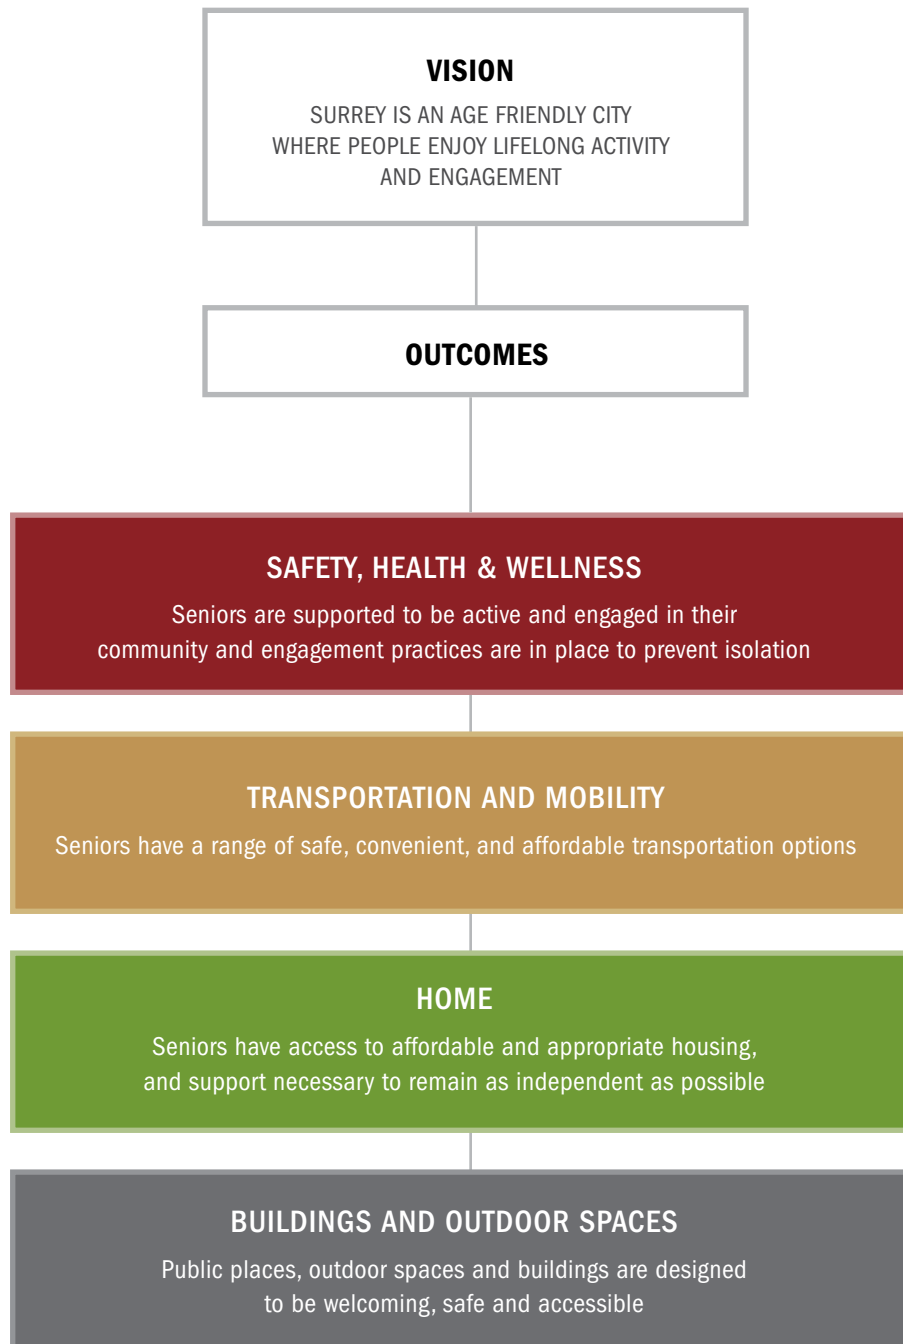 VISION
SURREY IS AN AGE FRIENDLY CITY
WHERE PEOPLE ENJOY LIFELONG ACTIVITY
AND ENGAGEMENT
OUTCOMES
SAFETY, HEALTH & WELLNESS
Seniors are supported to be active and engaged in their
community and engagement practices are in place to prevent isolation
TRANSPORTATION AND MOBILITY
Seniors have a range of safe, convenient, and affordable transportation options
HOME
Seniors have access to affordable and appropriate housing,
and support necessary to remain as independent as possible
BUILDINGS AND OUTDOOR SPACES
Public places, outdoor spaces and buildings are designed
to be welcoming, safe and accessible